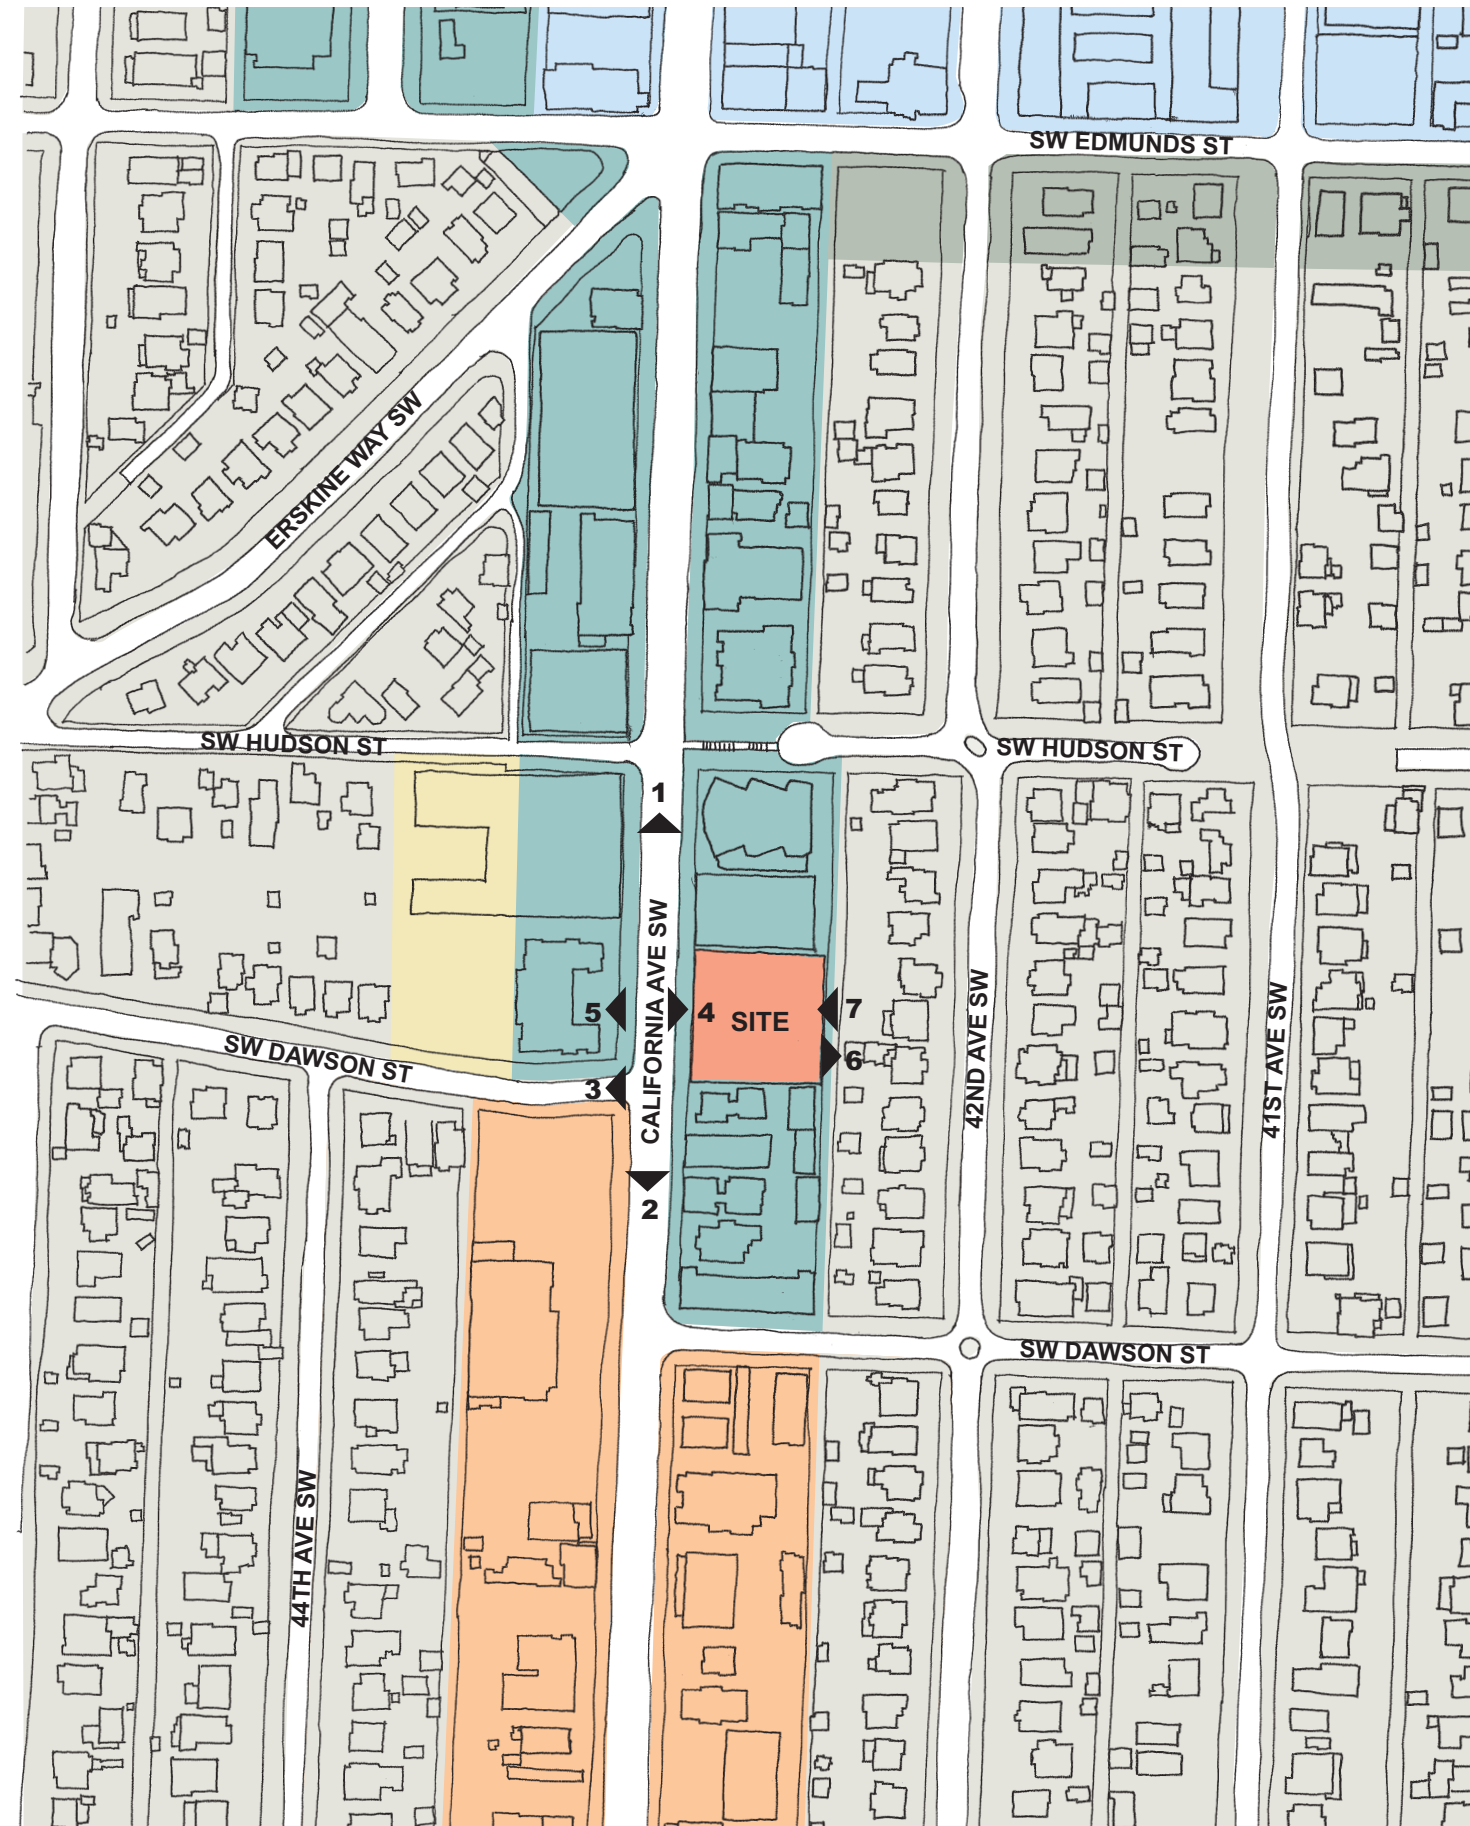 SW EDMUNDS ST
ERSKINE WAY SW
SW HUDSON ST
SW HUDSON ST
1
CALIFORNIA AVE SW
5
4
SITE
7
6
3
2
42ND AVE SW
41ST AVE SW
SW DAWSON ST
SW DAWSON ST
44TH AVE SW